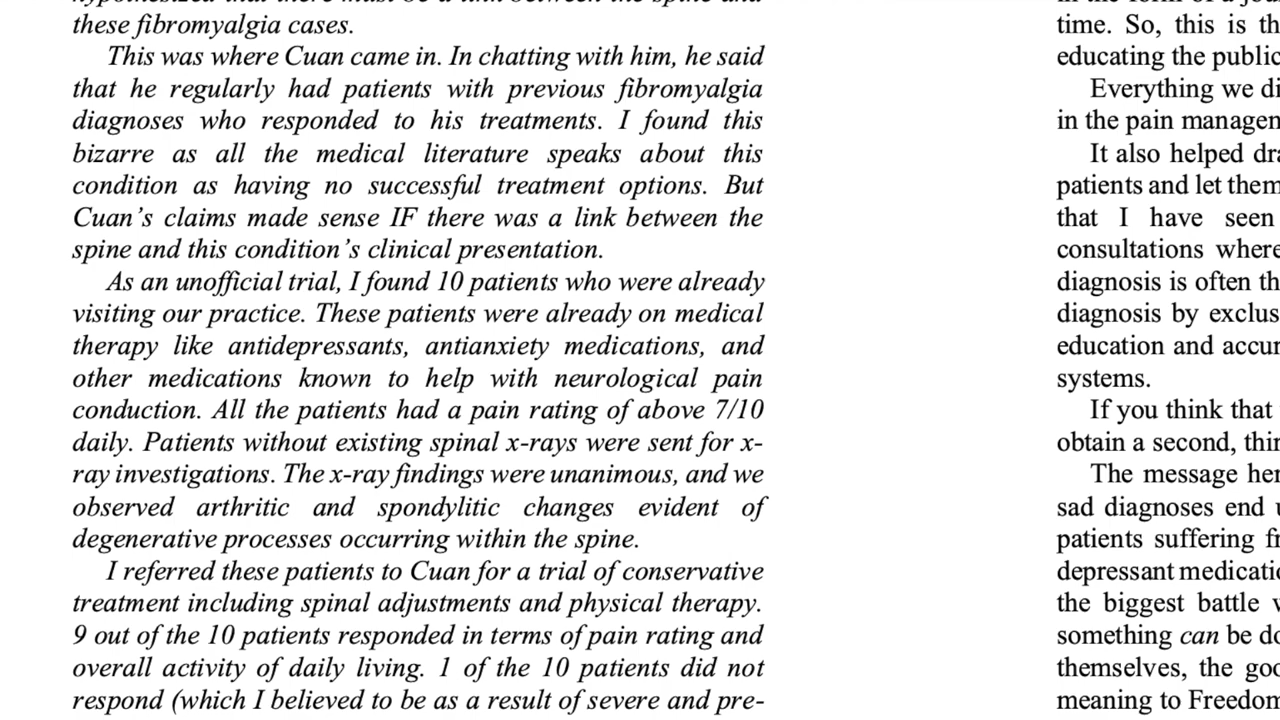 these fibromyalgia cases.
This was where Cuan came in. In chatting with him, he said
that he regularly had patients with previous fibromyalgia
diagnoses who responded to his treatments. I found this
bizarre as all the medical literature speaks about this
condition as having no successful treatment options. But
Cuan’s claims made sense IF there was a link between the
spine and this condition’s clinical presentation.
As an unofficial trial, I found 10 patients who were already
visiting our practice. These patients were already on medical
therapy like antidepressants, antianxiety medications, and
other medications known to help with neurological pain
conduction. All the patients had a pain rating of above 7/10
daily. Patients without existing spinal x-rays were sent for x-
ray investigations. The x-ray findings were unanimous, and we
observed arthritic and spondylitic changes evident of
degenerative processes occurring within the spine.
I referred these patients to Cuan for a trial of conservative
treatment including spinal adjustments and physical therapy.
9 out of the 10 patients responded in terms of pain rating and
overall activity of daily living. 1 of the 10 patients did not
respond (which I believed to be as a result of severe and pre-
time. So, this is th
educating the public
Everything we di
in the pain managen
It also helped dra
patients and let them
that I have seen
consultations where
diagnosis is often th
diagnosis by exclus
education and accur
systems.
If you think that
obtain a second, thir
The message her
sad diagnoses end u
patients suffering fr
depressant medicatio
the biggest battle w
something can be do
themselves, the goo
meaning to Freedom